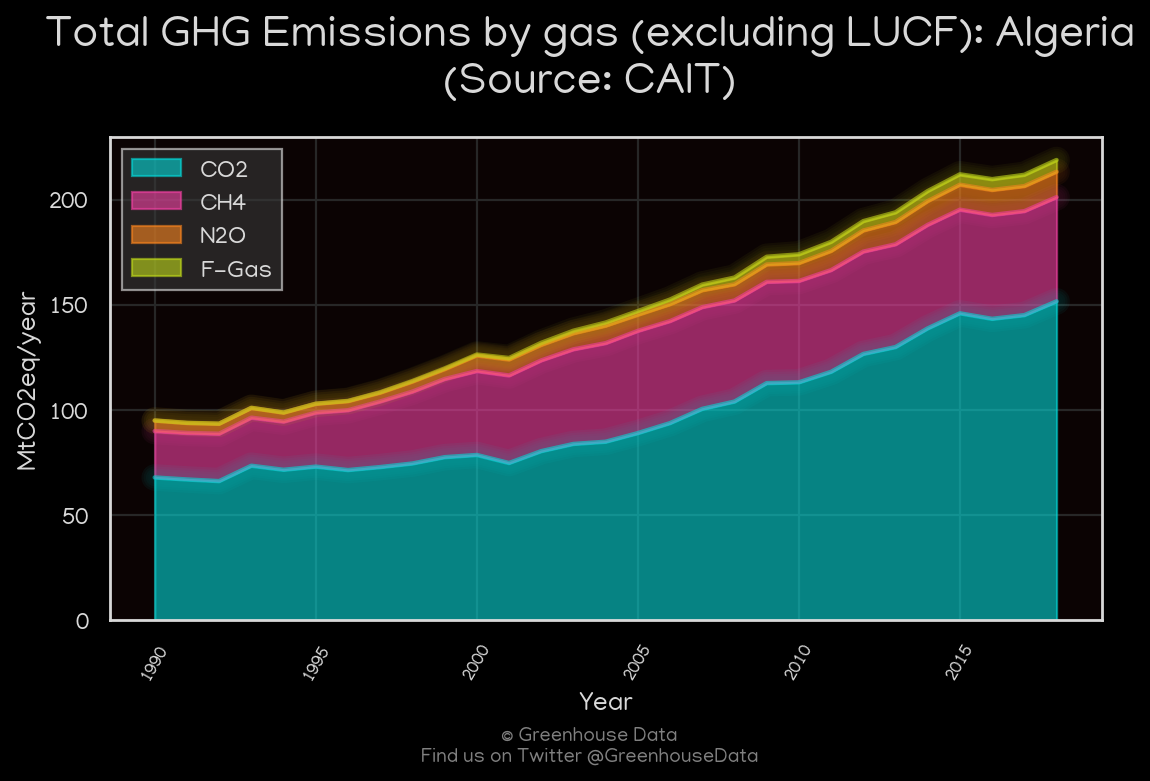 Total GHG Emissions by gas (excluding LUCF): Algeria
(Source: CAIT)
CO2
CH4
N2O
F-Gas
MtCO2eq/year
200
150
100
50
0
1990
1995
2000
2005
2010
2015
Year
© Greenhouse Data
Find us on Twitter @GreenhouseData